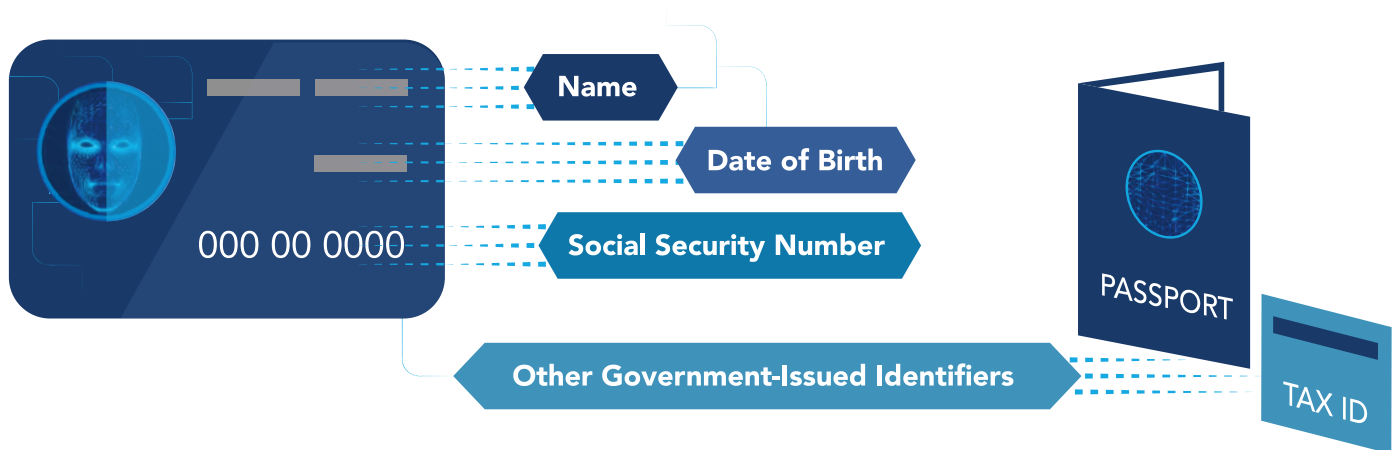 Name
Date of Birth
000 00 0000
Social Security Number
PASSPORT
Other Government-Issued Identifiers
TAX ID